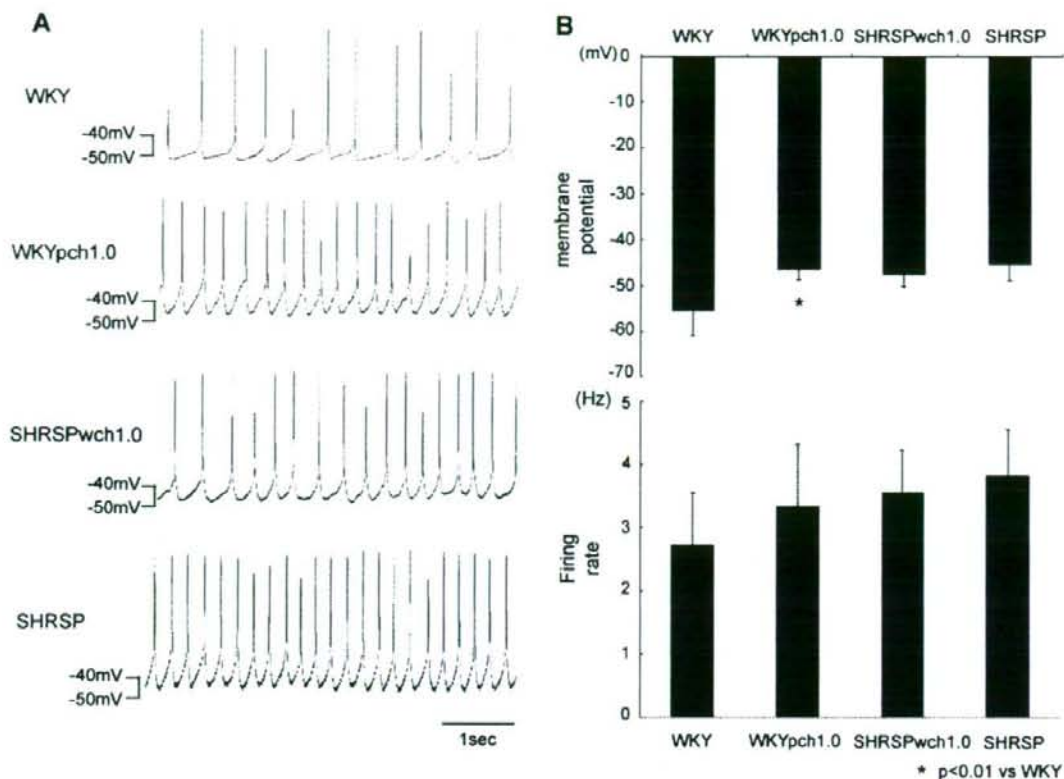 A
WKY
-40mV
-50mV
WKYpch1.0
-40mV
-50mV
SHRSPwch1.0
-40mV
-50mV
SHRSP
-40mV
-50mV
1sec
B
WKY WKYpch1.0 SHRSPwch1.0 SHRSP
(mV) 0
-10
-20
-30
-40
-50
-60
-70
membrane
potential
*
(Hz)
5
4
3
2
1
0
Firing
rate
WKY WKYpch1.0 SHRSPwch1.0 SHRSP
* p<0.01 vs WKY